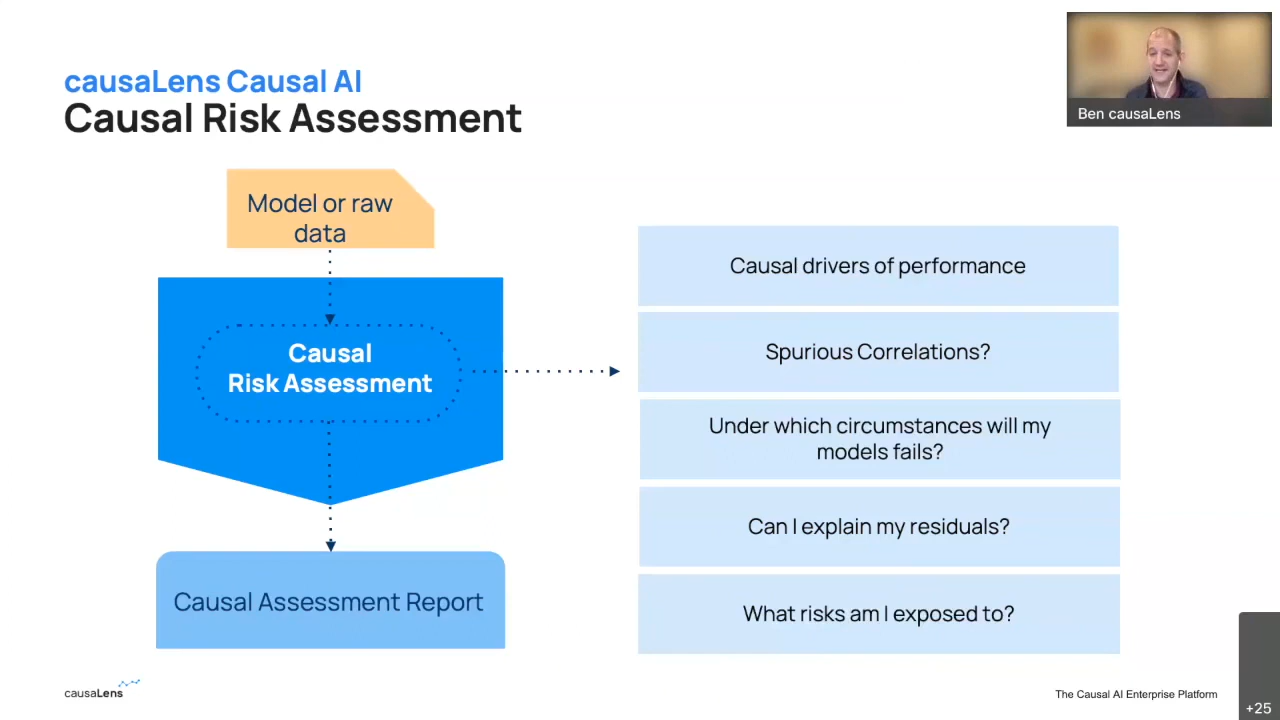 causaLens Causal AI
Causal Risk Assessment
Ben causaLens
Model or raw
data
Causal
Risk Assessment
Causal Assessment Report
Causal drivers of performance
Spurious Correlations?
Under which circumstances will my
models fails?
Can I explain my residuals?
What risks am I exposed to?
causaLens
The Causal AI Enterprise Platform
+25